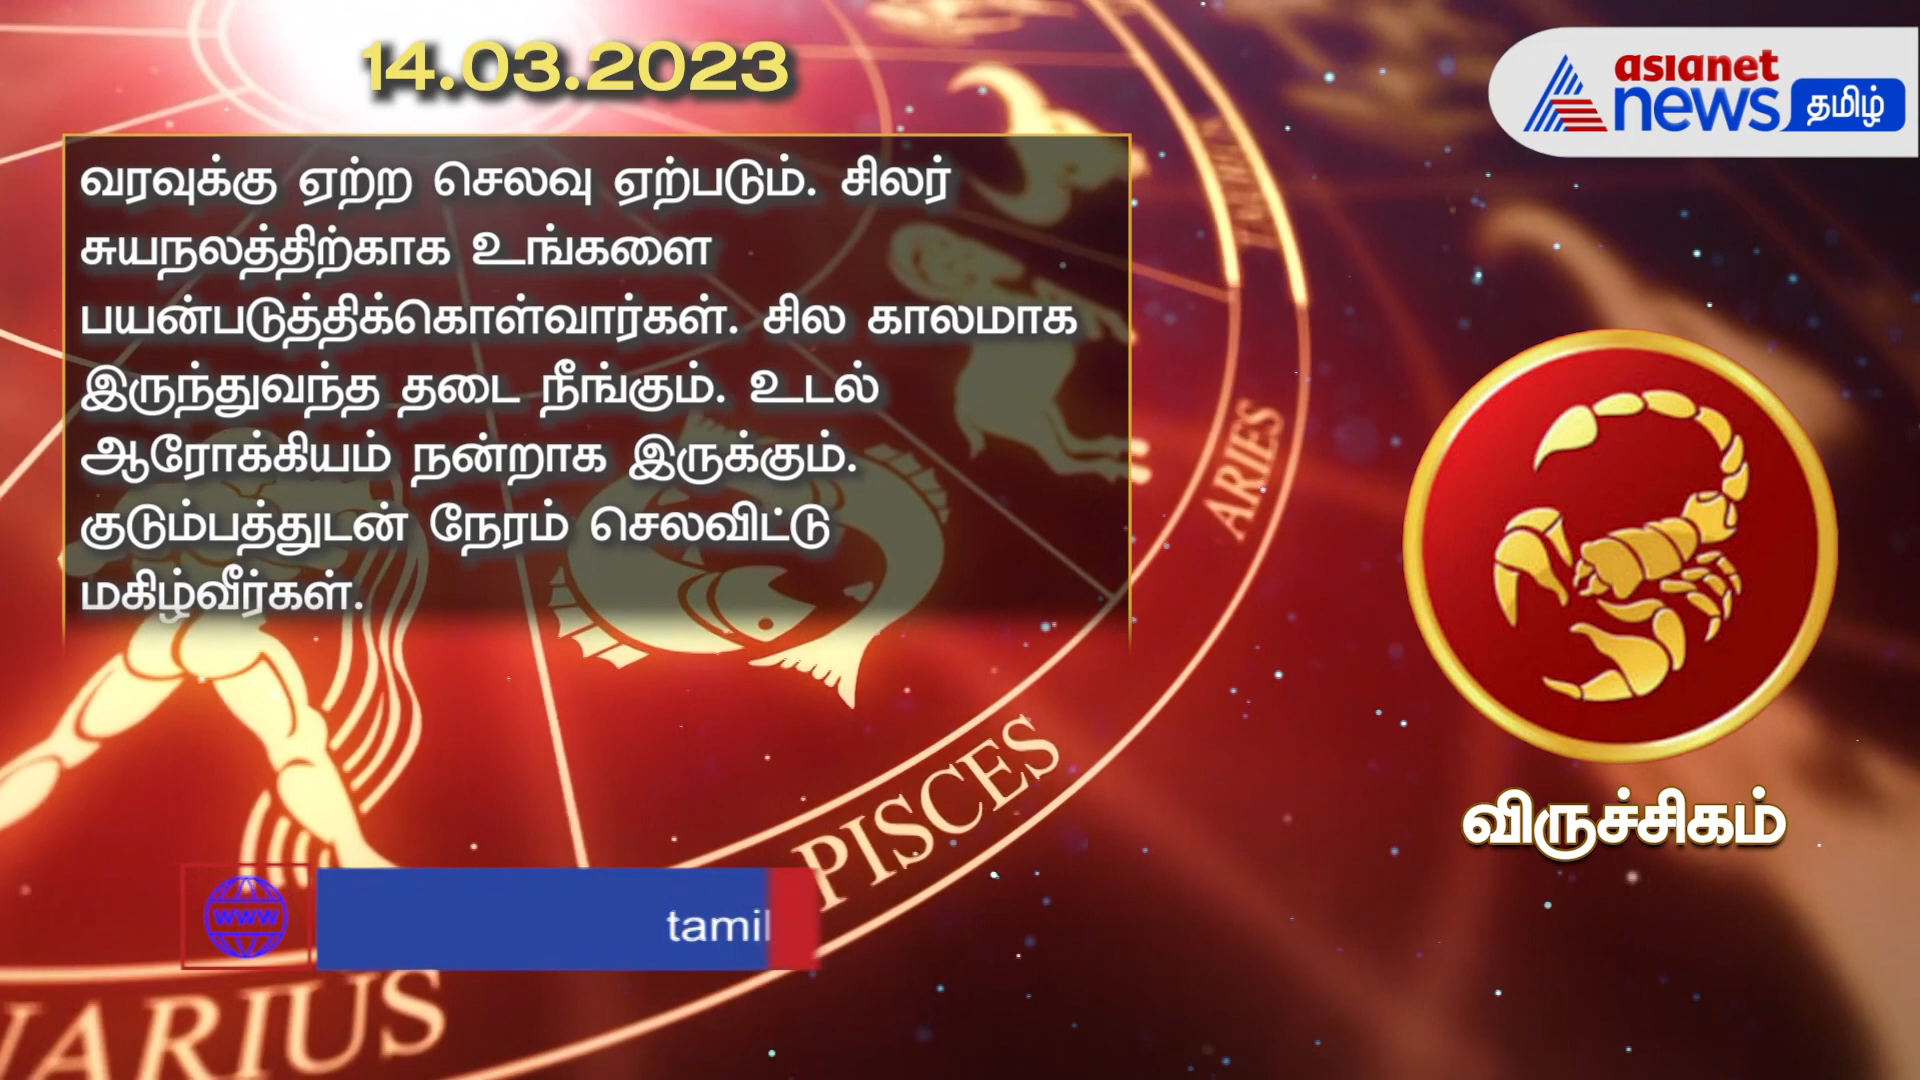 14.03.2023
asianet
news தமிழ்
வரவுக்கு ஏற்ற செலவு ஏற்படும். சிலர்
சுயநலத்திற்காக உங்களை
பயன்படுத்திக்கொள்வார்கள். சில காலமாக
இருந்துவந்த தடை நீங்கும். உடல்
ஆரோக்கியம் நன்றாக இருக்கும்.
குடும்பத்துடன் நேரம் செலவிட்டு
மகிழ்வீர்கள்.
ARIES
PISCES
விருச்சிகம்
www
tamil
UARIUS